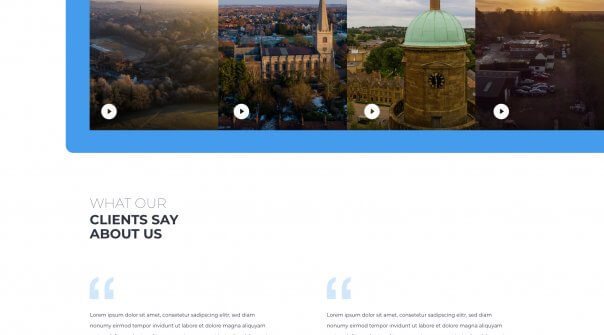 WHAT OUR
CLIENTS SAY
ABOUT US
Lorem ipsum dolor sit amet, consetetur sadipscing elitr, sed diam
nonumy eirmod tempor invidunt ut labore et dolore magna aliquyam
Lorem ipsum dolor sit amet, consetetur sadipscing elitr, sed diam
nonumy eirmod tempor invidunt ut labore et dolore magna aliquyam